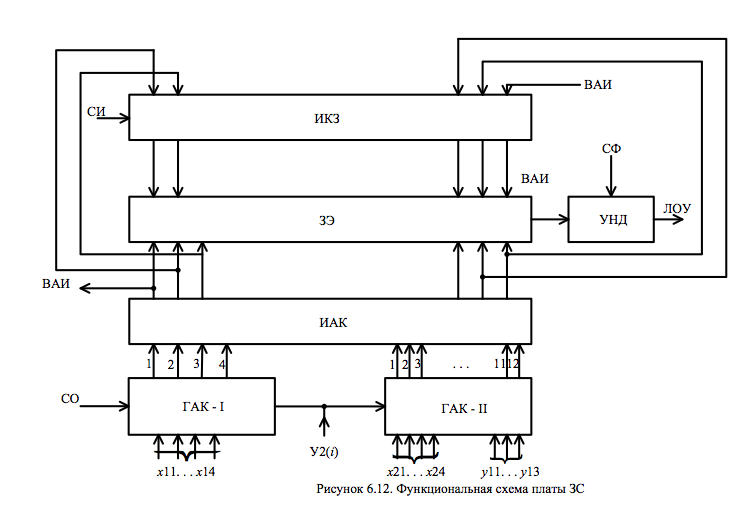 ВАИ
СИ
ИКЗ
СФ
ВАИ
ЗЭ
УНД
ЛОУ
ВАИ
ИАК
1 2 3 4 1 2 3 . . . 11 12
СО
ГАК - I
ГАК - II
У2(i)
x11. . . x14
x21. . . x24
y11. . . y13
Рисунок 6.12. Функциональная схема платы ЗС